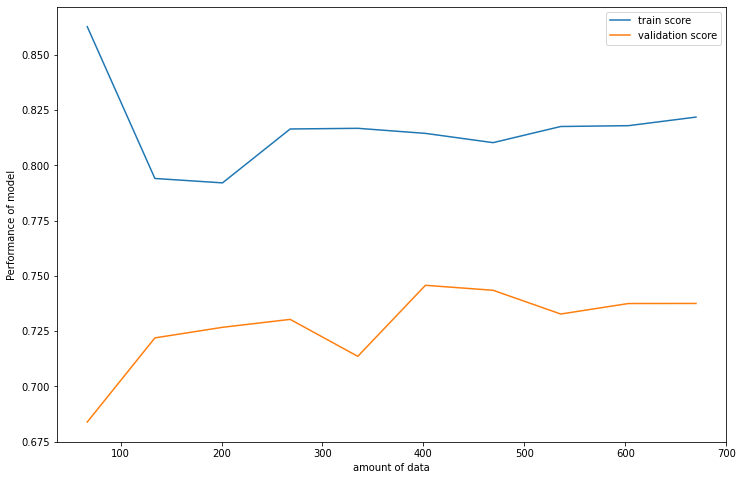 train score
validation score
0.850
0.825
0.800
0.775
0.750
0.725
0.700
0.675
Performance of model
100 200 300 400 500 600 700
amount of data